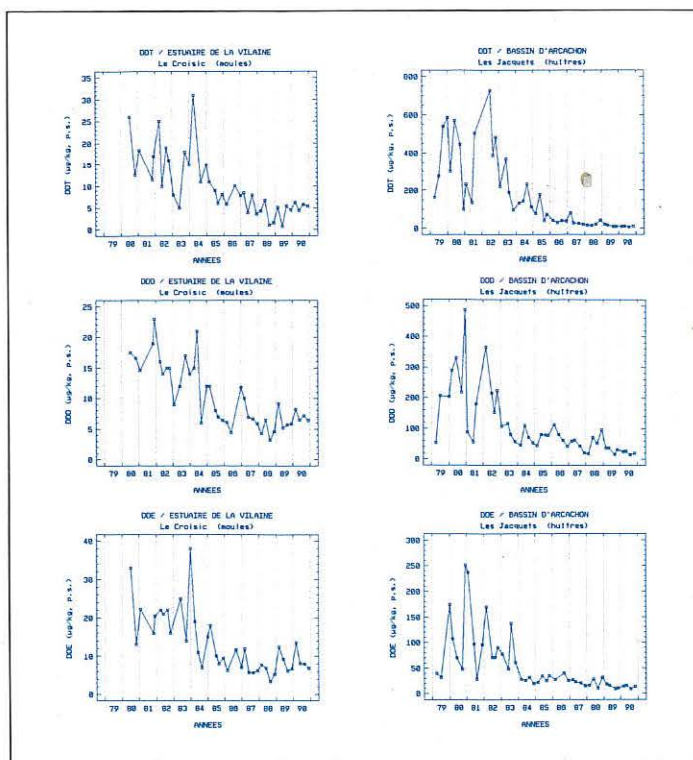 DDT / ESTUAIRE DE LA VILAINE
Le Croisic (moules)
DDT (µg/kg, p.s.)
35
30
25
20
15
10
5
0
79 80 81 82 83 84 85 86 87 88 89 90
ANNEES
DDT / BASSIN D'ARCACHON
Les Jacquets (huîtres)
DDT (µg/kg, p.s.)
800
600
400
200
0
79 80 81 82 83 84 85 86 87 88 89 90
ANNEES
DDD / ESTUAIRE DE LA VILAINE
Le Croisic (moules)
DDD (µg/kg, p.s.)
25
20
15
10
5
0
79 80 81 82 83 84 85 86 87 88 89 90
ANNEES
DDD / BASSIN D'ARCACHON
Les Jacquets (huîtres)
DDD (µg/kg, p.s.)
500
400
300
200
100
0
79 80 81 82 83 84 85 86 87 88 89 90
ANNEES
DDE / ESTUAIRE DE LA VILAINE
Le Croisic (moules)
DDE (µg/kg, p.s.)
40
30
20
10
0
79 80 81 82 83 84 85 86 87 88 89 90
ANNEES
DDE / BASSIN D'ARCACHON
Les Jacquets (huîtres)
DDE (µg/kg, p.s.)
300
250
200
150
100
50
0
79 80 81 82 83 84 85 86 87 88 89 90
ANNEES